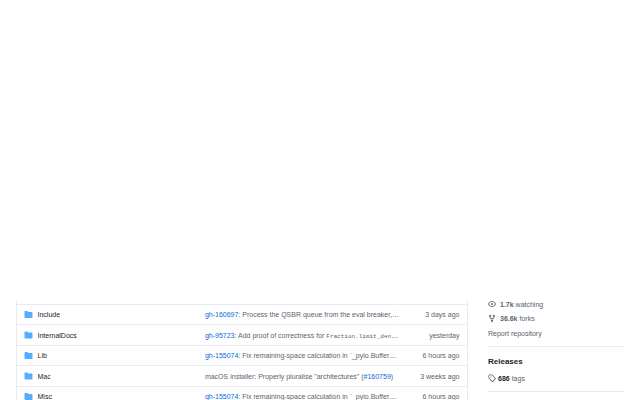 Include gh-160697: Process the QSBR queue from the eval breaker,... 3 days ago
InternalDocs gh-95723: Add proof of correctness for Fraction.limit_den... yesterday
Lib gh-155074: Fix remaining-space calculation in `_pyio.Buffer... 6 hours ago
Mac macOS installer: Properly pluralise "architectures" (#160759) 3 weeks ago
Misc gh-155074: Fix remaining-space calculation in `_pyio.Buffer... 6 hours ago
1.7k watching
36.6k forks
Report repository
Releases
686 tags